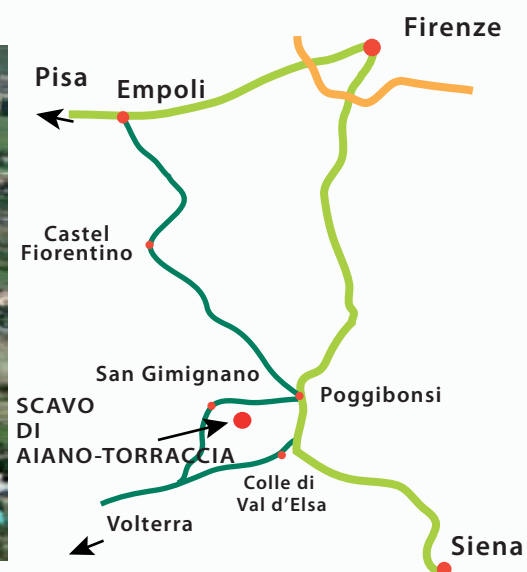 Firenze
Pisa
Empoli
Castel
Fiorentino
San Gimignano
Poggibonsi
SCAVO
DI
AIANO-TORRACCIA
Colle di
Val d’Elsa
Volterra
Siena